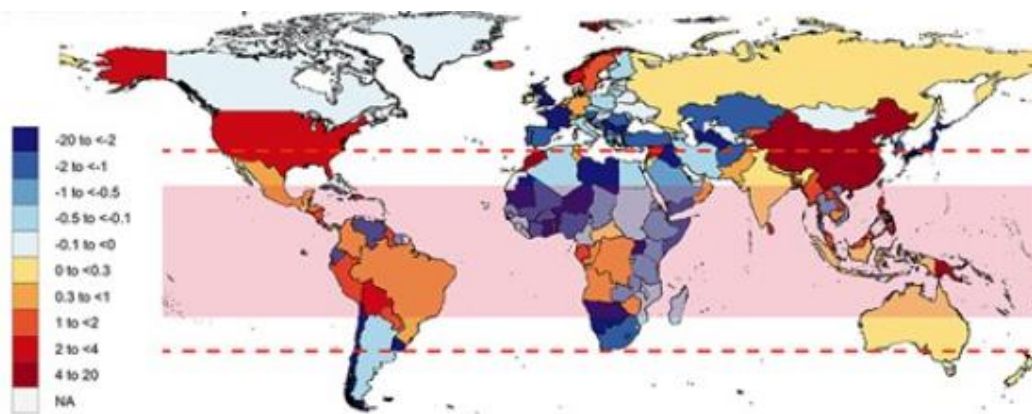 -20 to <-2
-2 to <-1
-1 to <-0.5
-0.5 to <-0.1
-0.1 to <0
0 to <0.3
0.3 to <1
1 to <2
2 to <4
4 to 20
NA